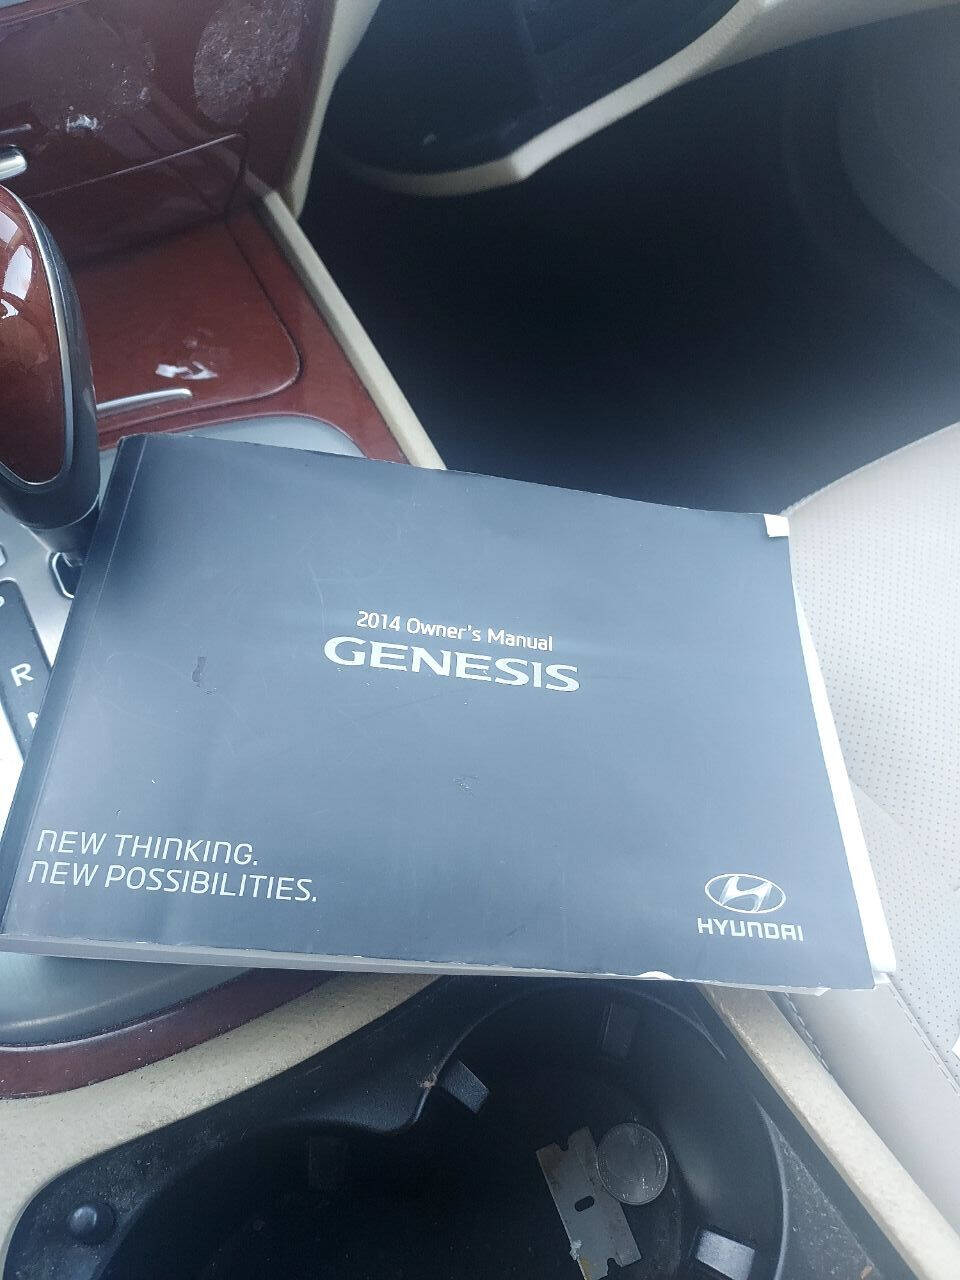 2014 Owner's Manual
GENESIS
R
NEW THINKING.
NEW POSSIBILITIES.
HYUNDAI